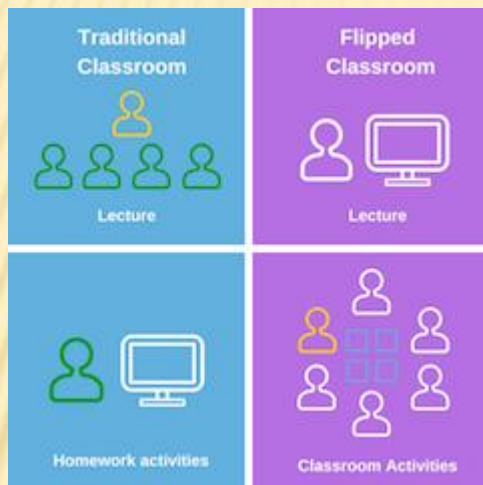 Traditional
Classroom
Lecture
Flipped
Classroom
Lecture
Homework activities
Classroom Activities